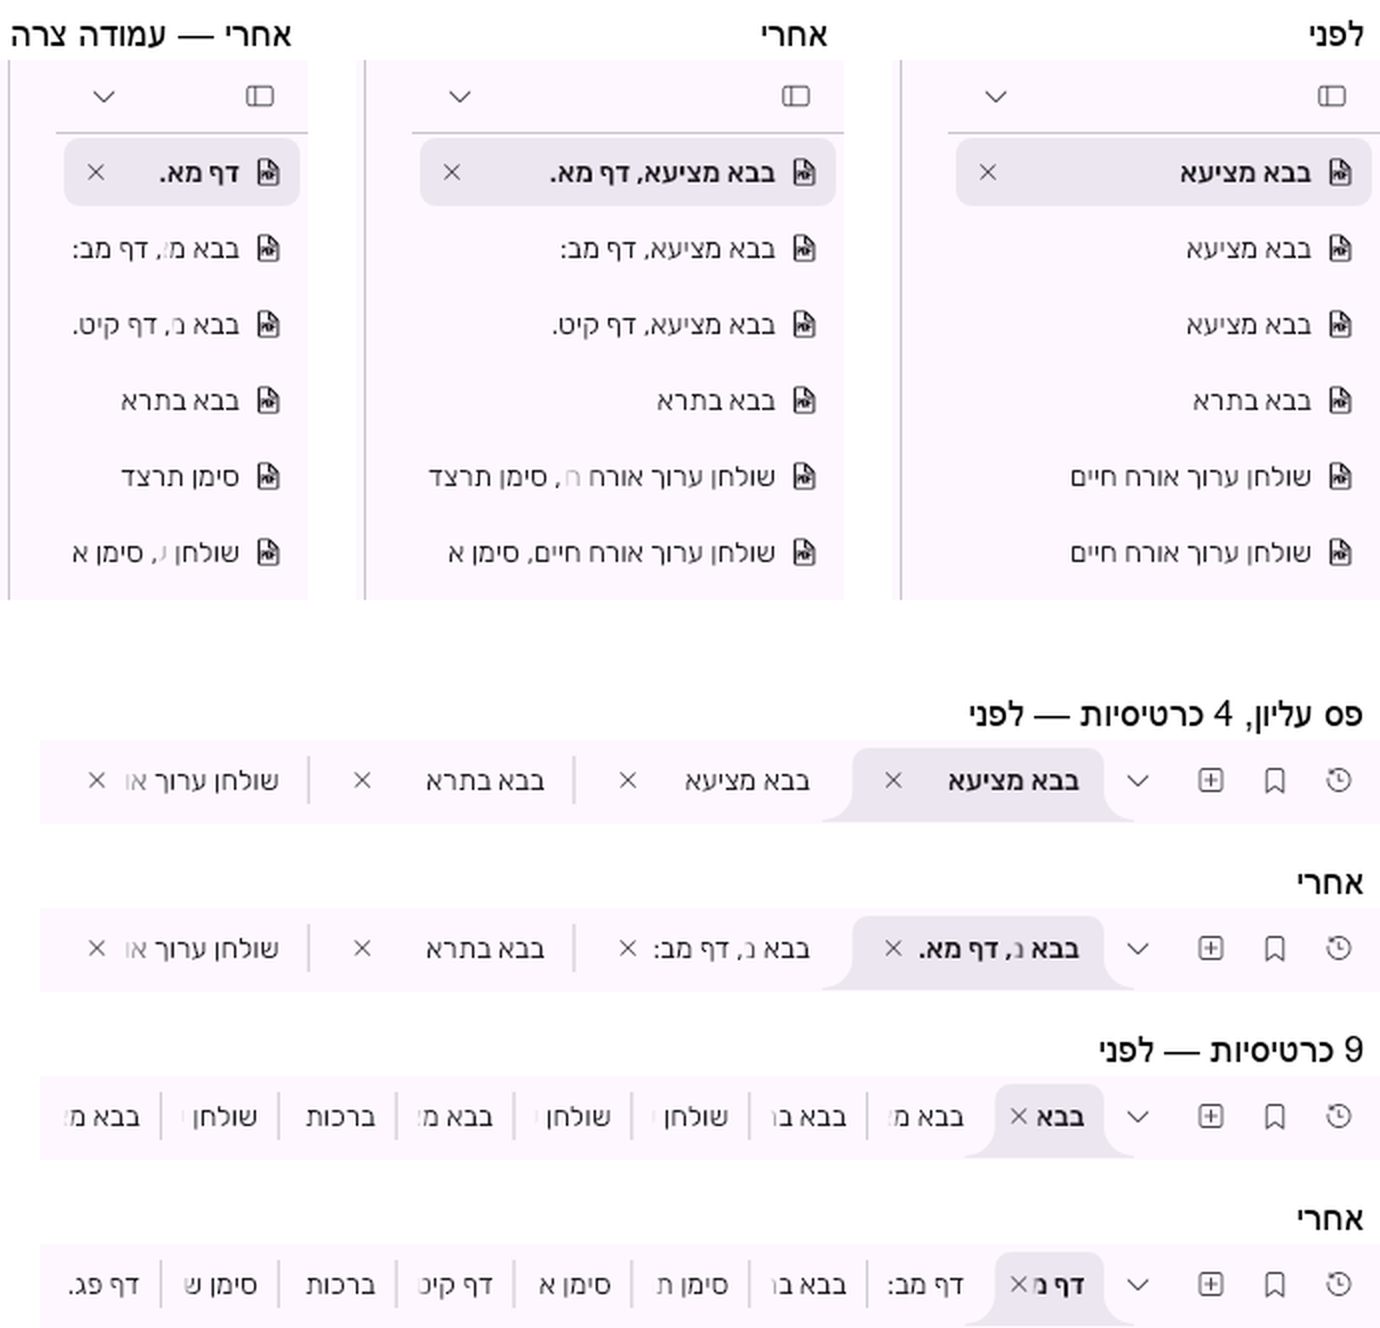 לפני
בבא מציעא
בבא מציעא
בבא מציעא
בבא בתרא
שולחן ערוך אורח חיים
שולחן ערוך אורח חיים
אחרי
בבא מציעא, דף מא.
בבא מציעא, דף מב:
בבא מציעא, דף קיט.
בבא בתרא
שולחן ערוך אורח ח, סימן תרצד
שולחן ערוך אורח חיים, סימן א
אחרי — עמודה צרה
דף מא.
בבא מ, דף מב:
בבא מ, דף קיט.
בבא בתרא
סימן תרצד
שולחן ע, סימן א
פס עליון, 4 כרטיסיות — לפני
בבא מציעא בבא מציעא בבא בתרא שולחן ערוך או
אחרי
בבא מ, דף מא. בבא מ, דף מב: בבא בתרא שולחן ערוך או
9 כרטיסיות — לפני
בבא בבא מ בבא בת שולחן שולחן בבא מ ברכות שולחן בבא מ
אחרי
דף מ דף מב: בבא בת סימן ת סימן א דף קיט ברכות סימן ש דף פג.